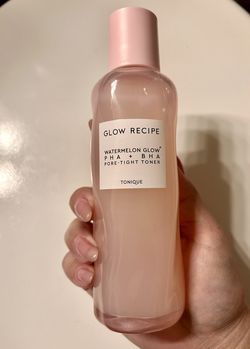 GLOW RECIPE
WATERMELON GLOW
PHA + BHA
PORE-TIGHT TONER
TONIQUE